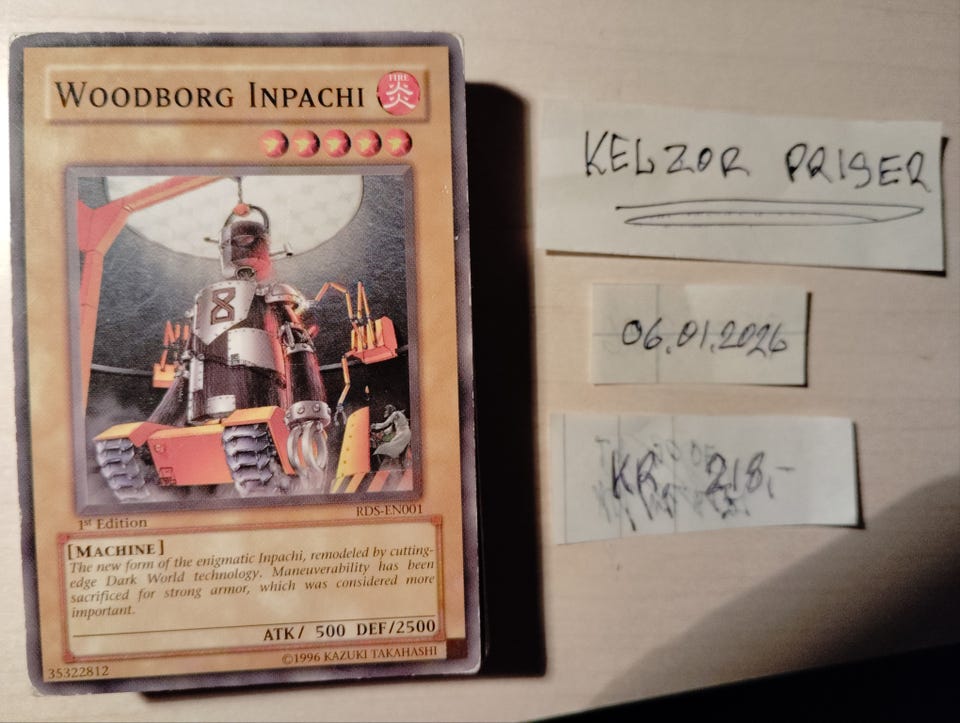 WOODBORG INPACHI
FIRE
炎
8
1st Edition
RDS-EN001
[MACHINE]
The new form of the enigmatic Inpachi, remodeled by cutting-
edge Dark World technology. Maneuverability has been
sacrificed for strong armor, which was considered more
important.
ATK/ 500 DEF/2500
35322812
©1996 KAZUKI TAKAHASHI
KELZOR PRISER
06.01.2026
KR 218,-